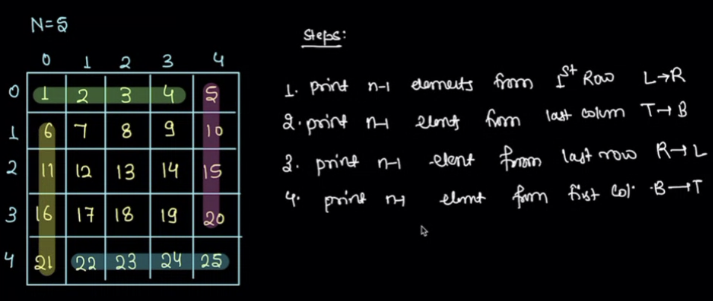 N=5
Steps:
0 1 2 3 4
0 1 2 3 4 5
1 6 7 8 9 10
2 11 12 13 14 15
3 16 17 18 19 20
4 21 22 23 24 25
1. print n-1 elements from 1st Row L→R
2. print n-1 elemts from last column T→B
3. print n-1 elemt from last row R→L
4. print n-1 elemt from first col. B→T